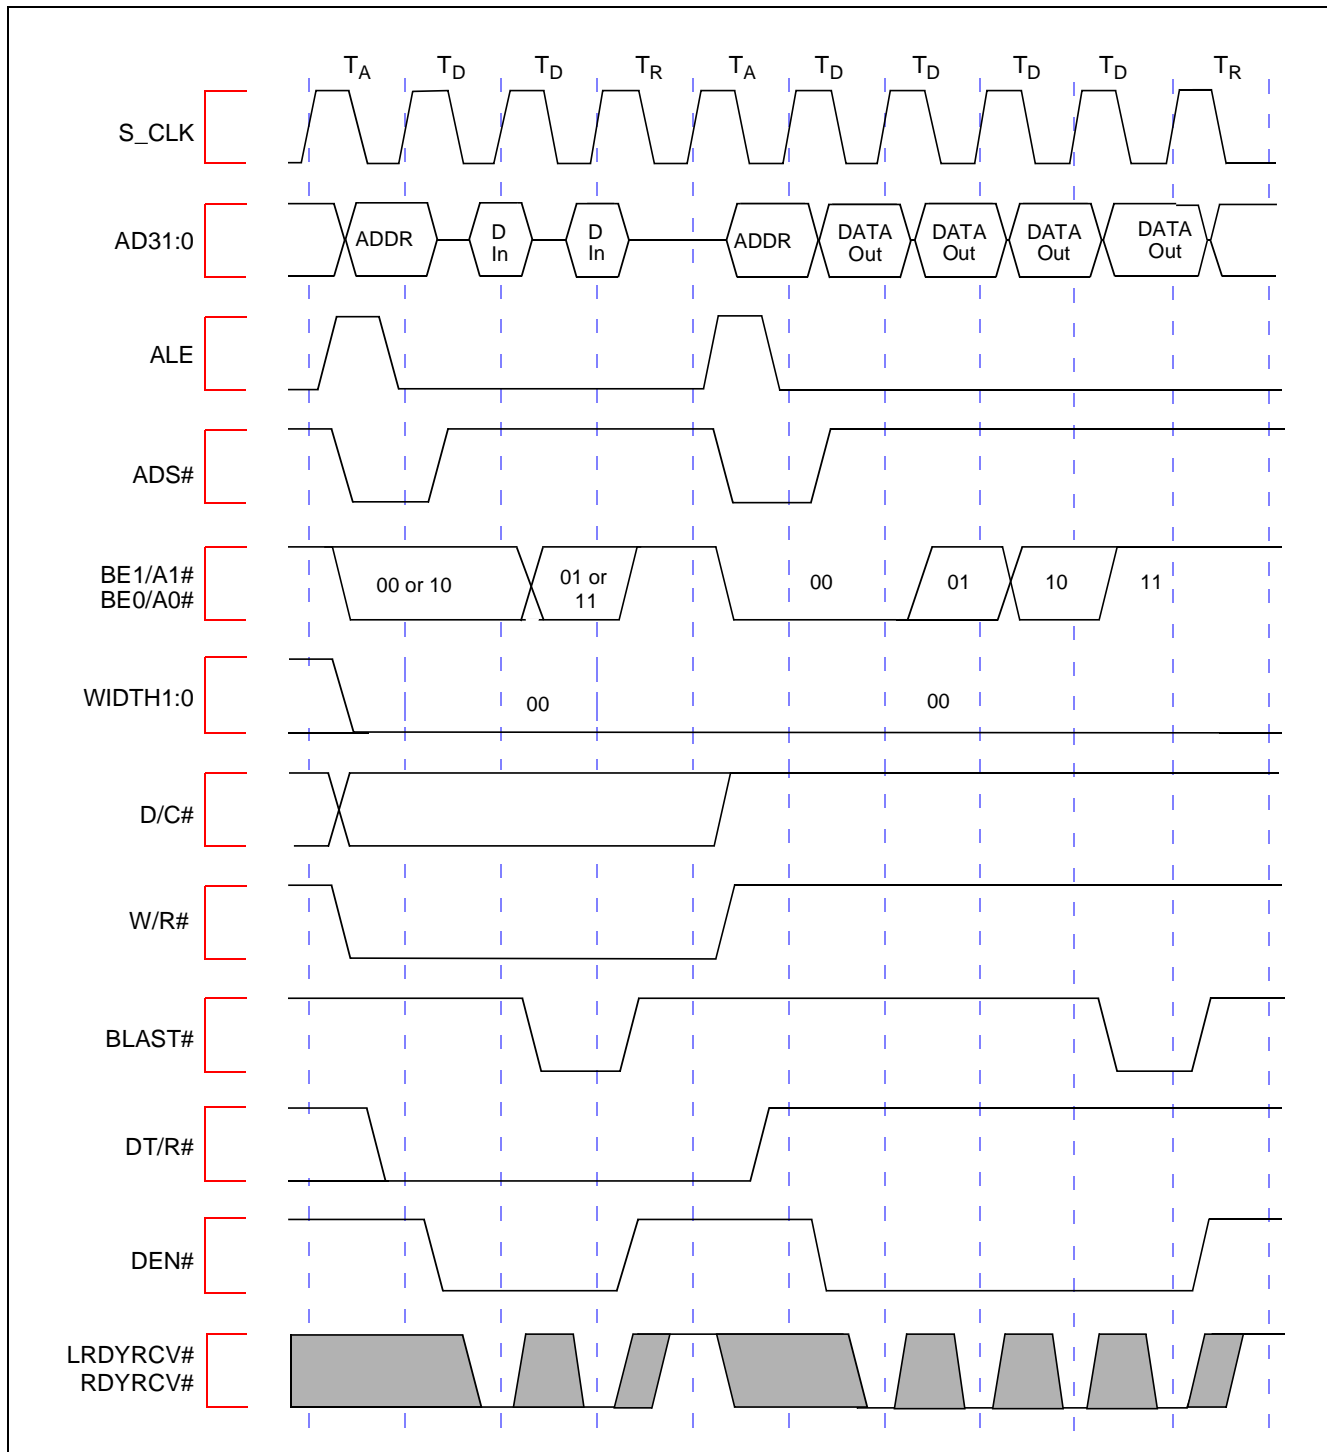 TA TD TD TR TA TD TD TD TD TR
S_CLK
AD31:0
ADDR
D
In
D
In
ADDR
DATA
Out
DATA
Out
DATA
Out
DATA
Out
ALE
ADS#
BE1/A1#
BE0/A0#
00 or 10
01 or
11
00
01
10
11
WIDTH1:0
00
00
D/C#
W/R#
BLAST#
DT/R#
DEN#
LRDYRCV#
RDYRCV#